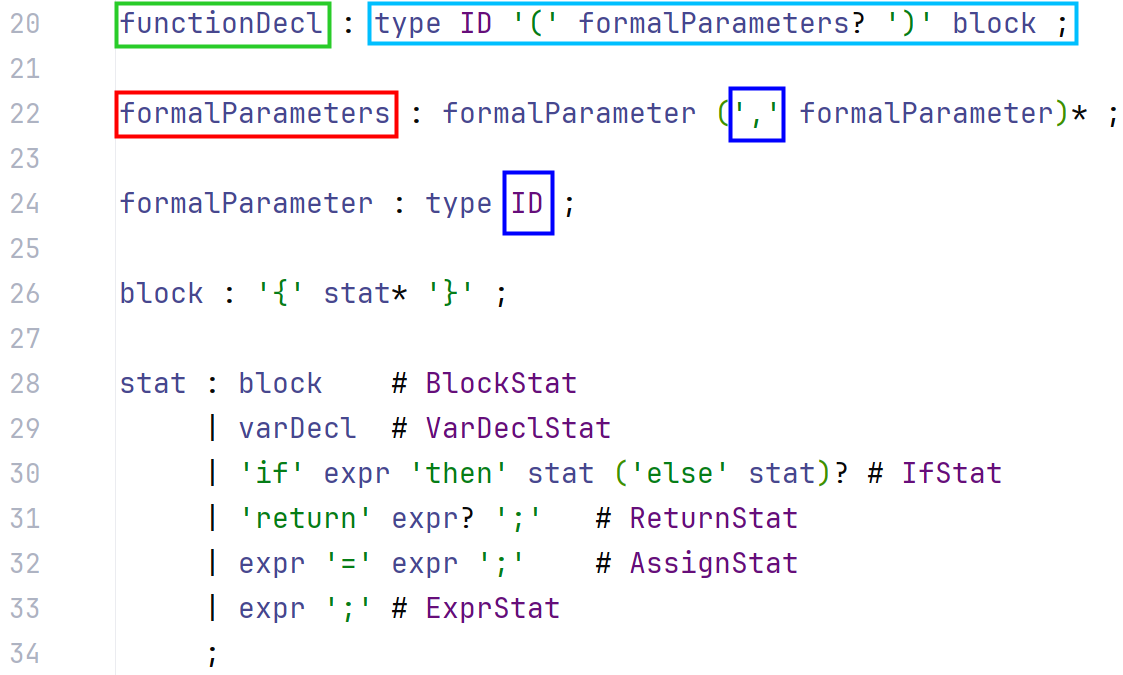 20 functionDecl : type ID '(' formalParameters? ')' block ;
21
22 formalParameters : formalParameter (',' formalParameter)* ;
23
24 formalParameter : type ID ;
25
26 block : '{' stat* '}' ;
27
28 stat : block # BlockStat
29 | varDecl # VarDeclStat
30 | 'if' expr 'then' stat ('else' stat)? # IfStat
31 | 'return' expr? ';' # ReturnStat
32 | expr '=' expr ';' # AssignStat
33 | expr ';' # ExprStat
34 ;